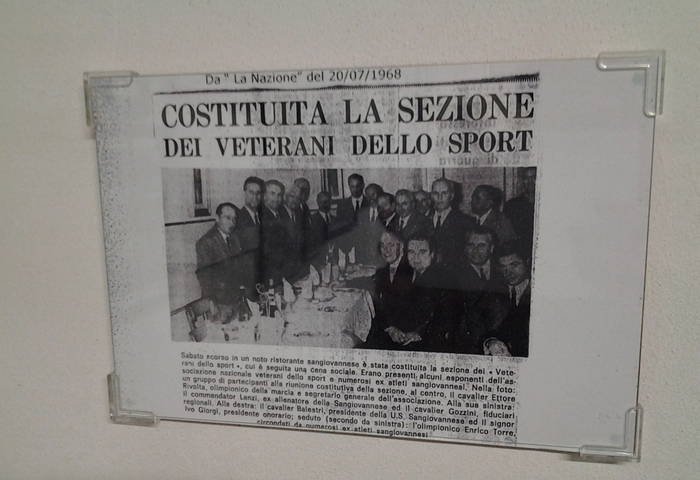 Da " La Nazione" del 20/07/1968
COSTITUITA LA SEZIONE
DEI VETERANI DELLO SPORT
Sabato scorso in un noto ristorante sangiovannese è stata costituita la sezione dei « Vete-
rani dello sport », cui è seguita una cena sociale. Erano presenti alcuni esponenti dell'as-
sociazione nazionale veterani dello sport e numerosi ex atleti sangiovannesi. Nella foto:
un gruppo di partecipanti alla riunione costitutiva della sezione. al centro, il cavalier Ettore
Rivolta, olimpionico della marcia e segretario generale dell'associazione. Alla sua sinistra:
il commendator Lenzi, ex allenatore della Sangiovannese ed il cavalier Gozzini, fiduciari
regionali. Alla destra: il cavalier Balestri, presidente della U.S. Sangiovannese ed il signor
Ivo Giorgi, presidente onorario; seduto (secondo da sinistra): l'olimpionico Enrico Torre,
circondati da numerosi ex atleti sangiovannesi